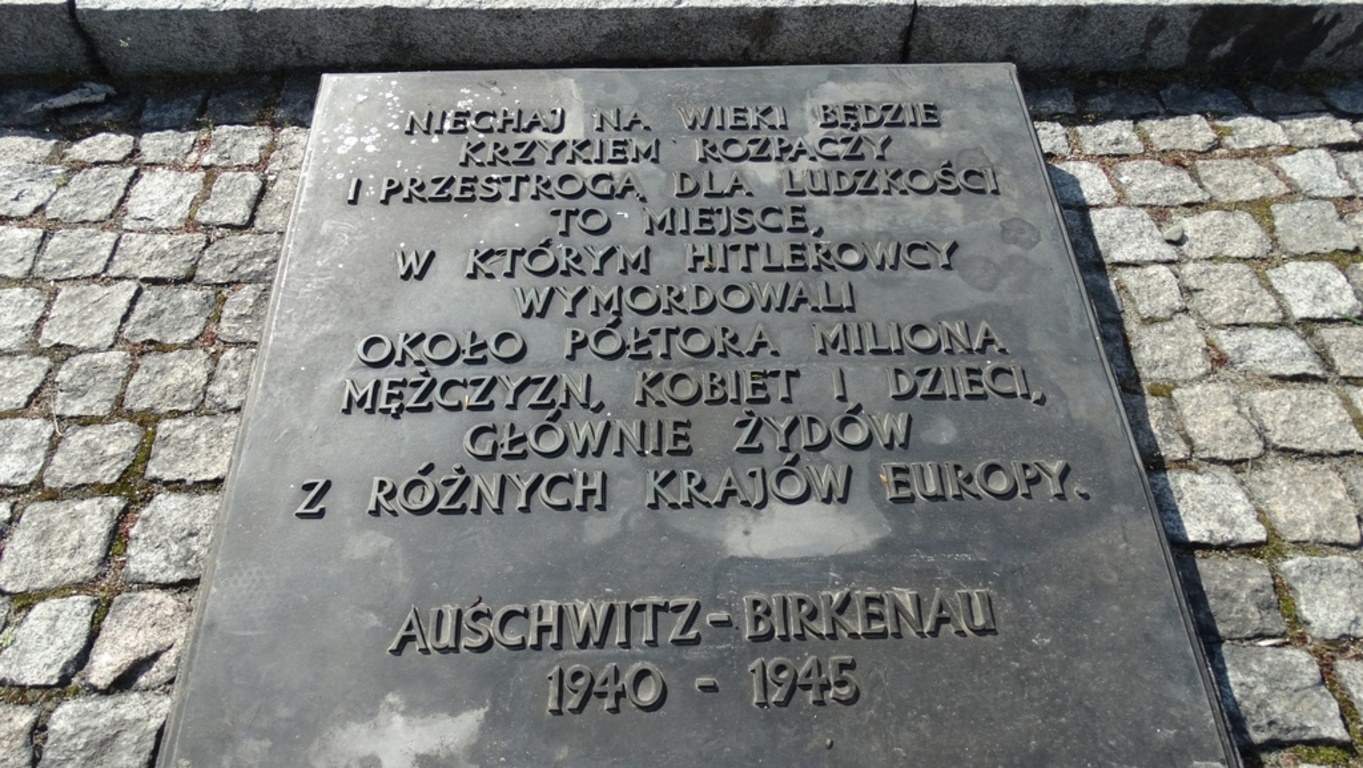 NIECHAJ NA WIEKI BĘDZIE
KRZYKIEM ROZPACZY
I PRZESTROGĄ DLA LUDZKOŚCI
TO MIEJSCE,
W KTÓRYM HITLEROWCY
WYMORDOWALI
OKOŁO PÓŁTORA MILIONA
MĘŻCZYZN, KOBIET I DZIECI,
GŁÓWNIE ŻYDÓW
Z RÓŻNYCH KRAJÓW EUROPY.
AUSCHWITZ - BIRKENAU
1940 - 1945